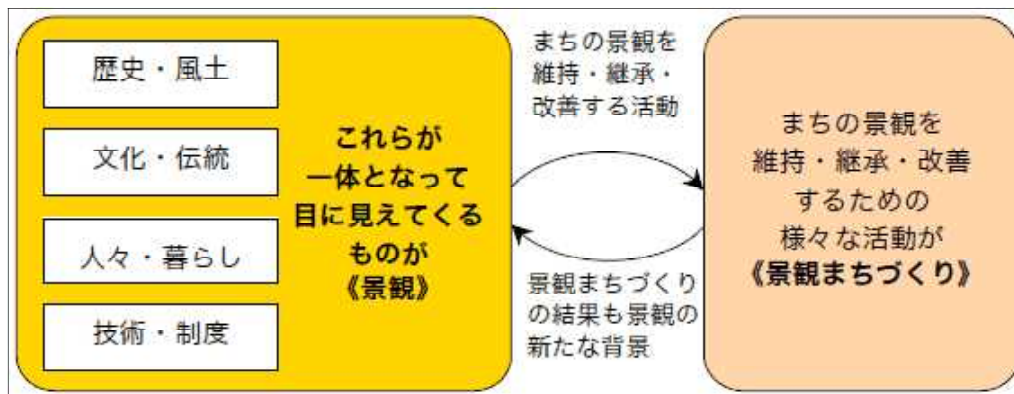 歴史・風土
文化・伝統
人々・暮らし
技術・制度
これらが
一体となって
目に見えてくる
ものが
《景観》
まちの景観を
維持・継承・
改善する活動
景観まちづくり
の結果も景観の
新たな背景
まちの景観を
維持・継承・改善
するための
様々な活動が
《景観まちづくり》